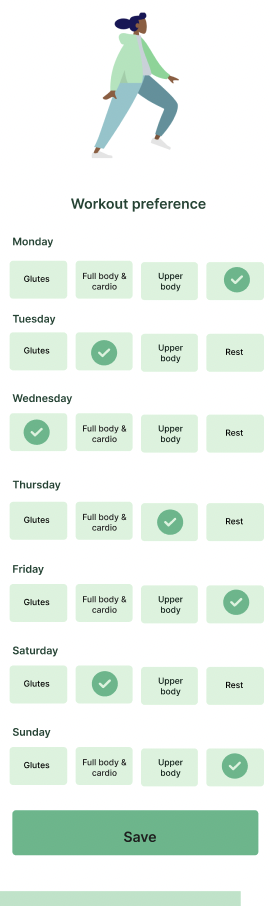 Workout preference
Monday
Glutes
Full body &
cardio
Upper
body
Tuesday
Glutes
Upper
body
Rest
Wednesday
Full body &
cardio
Upper
body
Rest
Thursday
Glutes
Full body &
cardio
Rest
Friday
Glutes
Full body &
cardio
Upper
body
Saturday
Glutes
Upper
body
Rest
Sunday
Glutes
Full body &
cardio
Upper
body
Save